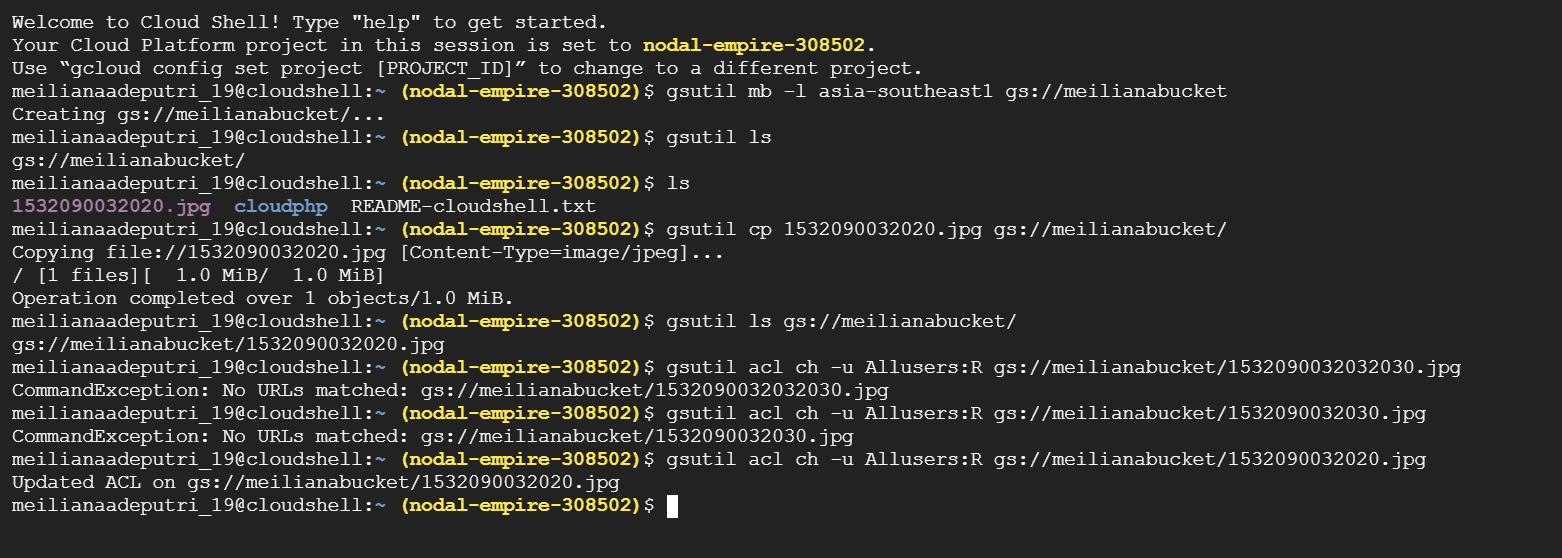 Welcome to Cloud Shell! Type "help" to get started.
Your Cloud Platform project in this session is set to nodal-empire-308502.
Use “gcloud config set project [PROJECT_ID]” to change to a different project.
meilianaadeputri_19@cloudshell:~ (nodal-empire-308502)$ gsutil mb -l asia-southeast1 gs://meilianabucket
Creating gs://meilianabucket/...
meilianaadeputri_19@cloudshell:~ (nodal-empire-308502)$ gsutil ls
gs://meilianabucket/
meilianaadeputri_19@cloudshell:~ (nodal-empire-308502)$ ls
1532090032020.jpg  cloudphp  README-cloudshell.txt
meilianaadeputri_19@cloudshell:~ (nodal-empire-308502)$ gsutil cp 1532090032020.jpg gs://meilianabucket/
Copying file://1532090032020.jpg [Content-Type=image/jpeg]...
/ [1 files][  1.0 MiB/  1.0 MiB]
Operation completed over 1 objects/1.0 MiB.
meilianaadeputri_19@cloudshell:~ (nodal-empire-308502)$ gsutil ls gs://meilianabucket/
gs://meilianabucket/1532090032020.jpg
meilianaadeputri_19@cloudshell:~ (nodal-empire-308502)$ gsutil acl ch -u Allusers:R gs://meilianabucket/1532090032032030.jpg
CommandException: No URLs matched: gs://meilianabucket/1532090032032030.jpg
meilianaadeputri_19@cloudshell:~ (nodal-empire-308502)$ gsutil acl ch -u Allusers:R gs://meilianabucket/1532090032030.jpg
CommandException: No URLs matched: gs://meilianabucket/1532090032030.jpg
meilianaadeputri_19@cloudshell:~ (nodal-empire-308502)$ gsutil acl ch -u Allusers:R gs://meilianabucket/1532090032020.jpg
Updated ACL on gs://meilianabucket/1532090032020.jpg
meilianaadeputri_19@cloudshell:~ (nodal-empire-308502)$